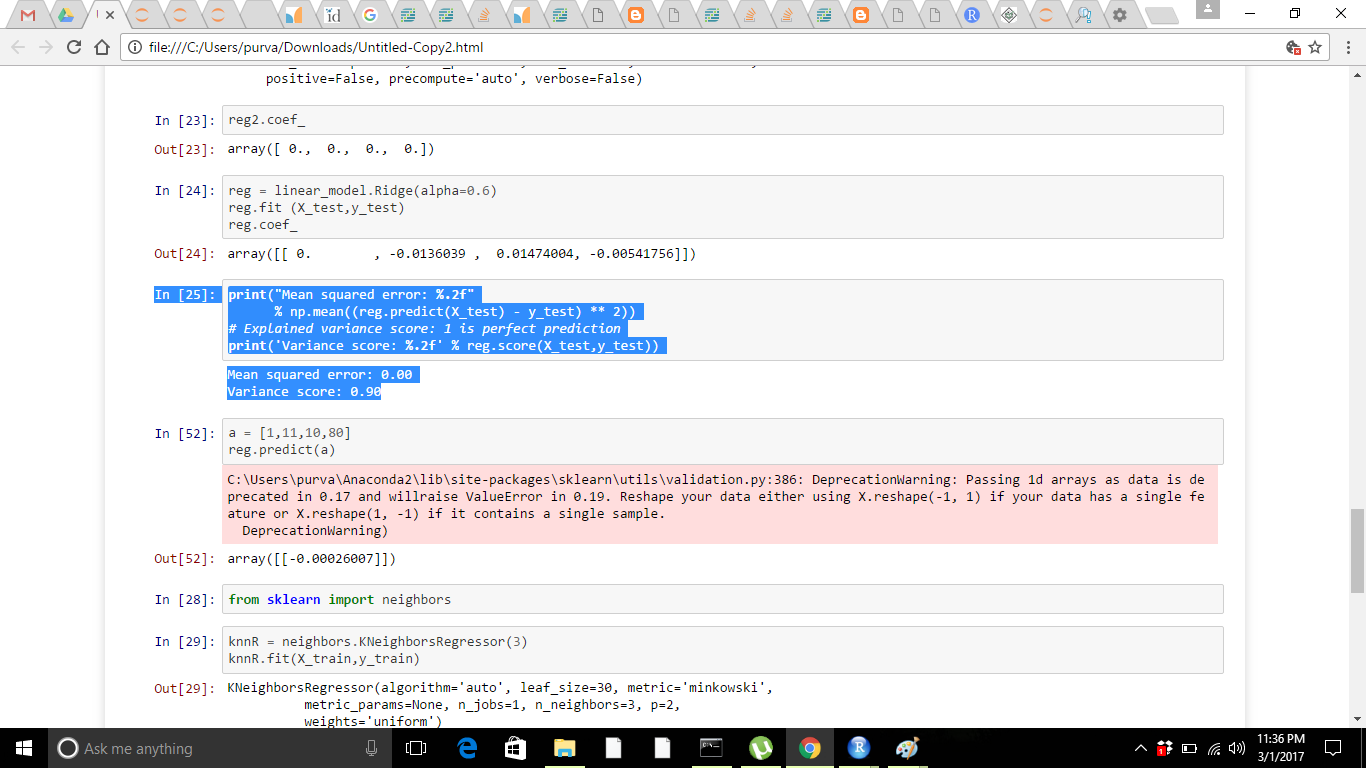 file:///C:/Users/purva/Downloads/Untitled-Copy2.html
positive=False, precompute='auto', verbose=False)
In [23]: reg2.coef_
Out[23]: array([ 0.,  0.,  0.,  0.])
In [24]: reg = linear_model.Ridge(alpha=0.6)
reg.fit (X_test,y_test)
reg.coef_
Out[24]: array([[ 0.        , -0.0136039 ,  0.01474004, -0.00541756]])
In [25]: print("Mean squared error: %.2f"
% np.mean((reg.predict(X_test) - y_test) ** 2))
# Explained variance score: 1 is perfect prediction
print('Variance score: %.2f' % reg.score(X_test,y_test))
Mean squared error: 0.00
Variance score: 0.90
In [52]: a = [1,11,10,80]
reg.predict(a)
C:\Users\purva\Anaconda2\lib\site-packages\sklearn\utils\validation.py:386: DeprecationWarning: Passing 1d arrays as data is de
precated in 0.17 and willraise ValueError in 0.19. Reshape your data either using X.reshape(-1, 1) if your data has a single fe
ature or X.reshape(1, -1) if it contains a single sample.
DeprecationWarning)
Out[52]: array([[-0.00026007]])
In [28]: from sklearn import neighbors
In [29]: knnR = neighbors.KNeighborsRegressor(3)
knnR.fit(X_train,y_train)
Out[29]: KNeighborsRegressor(algorithm='auto', leaf_size=30, metric='minkowski',
metric_params=None, n_jobs=1, n_neighbors=3, p=2,
weights='uniform')
Ask me anything
11:36 PM
3/1/2017